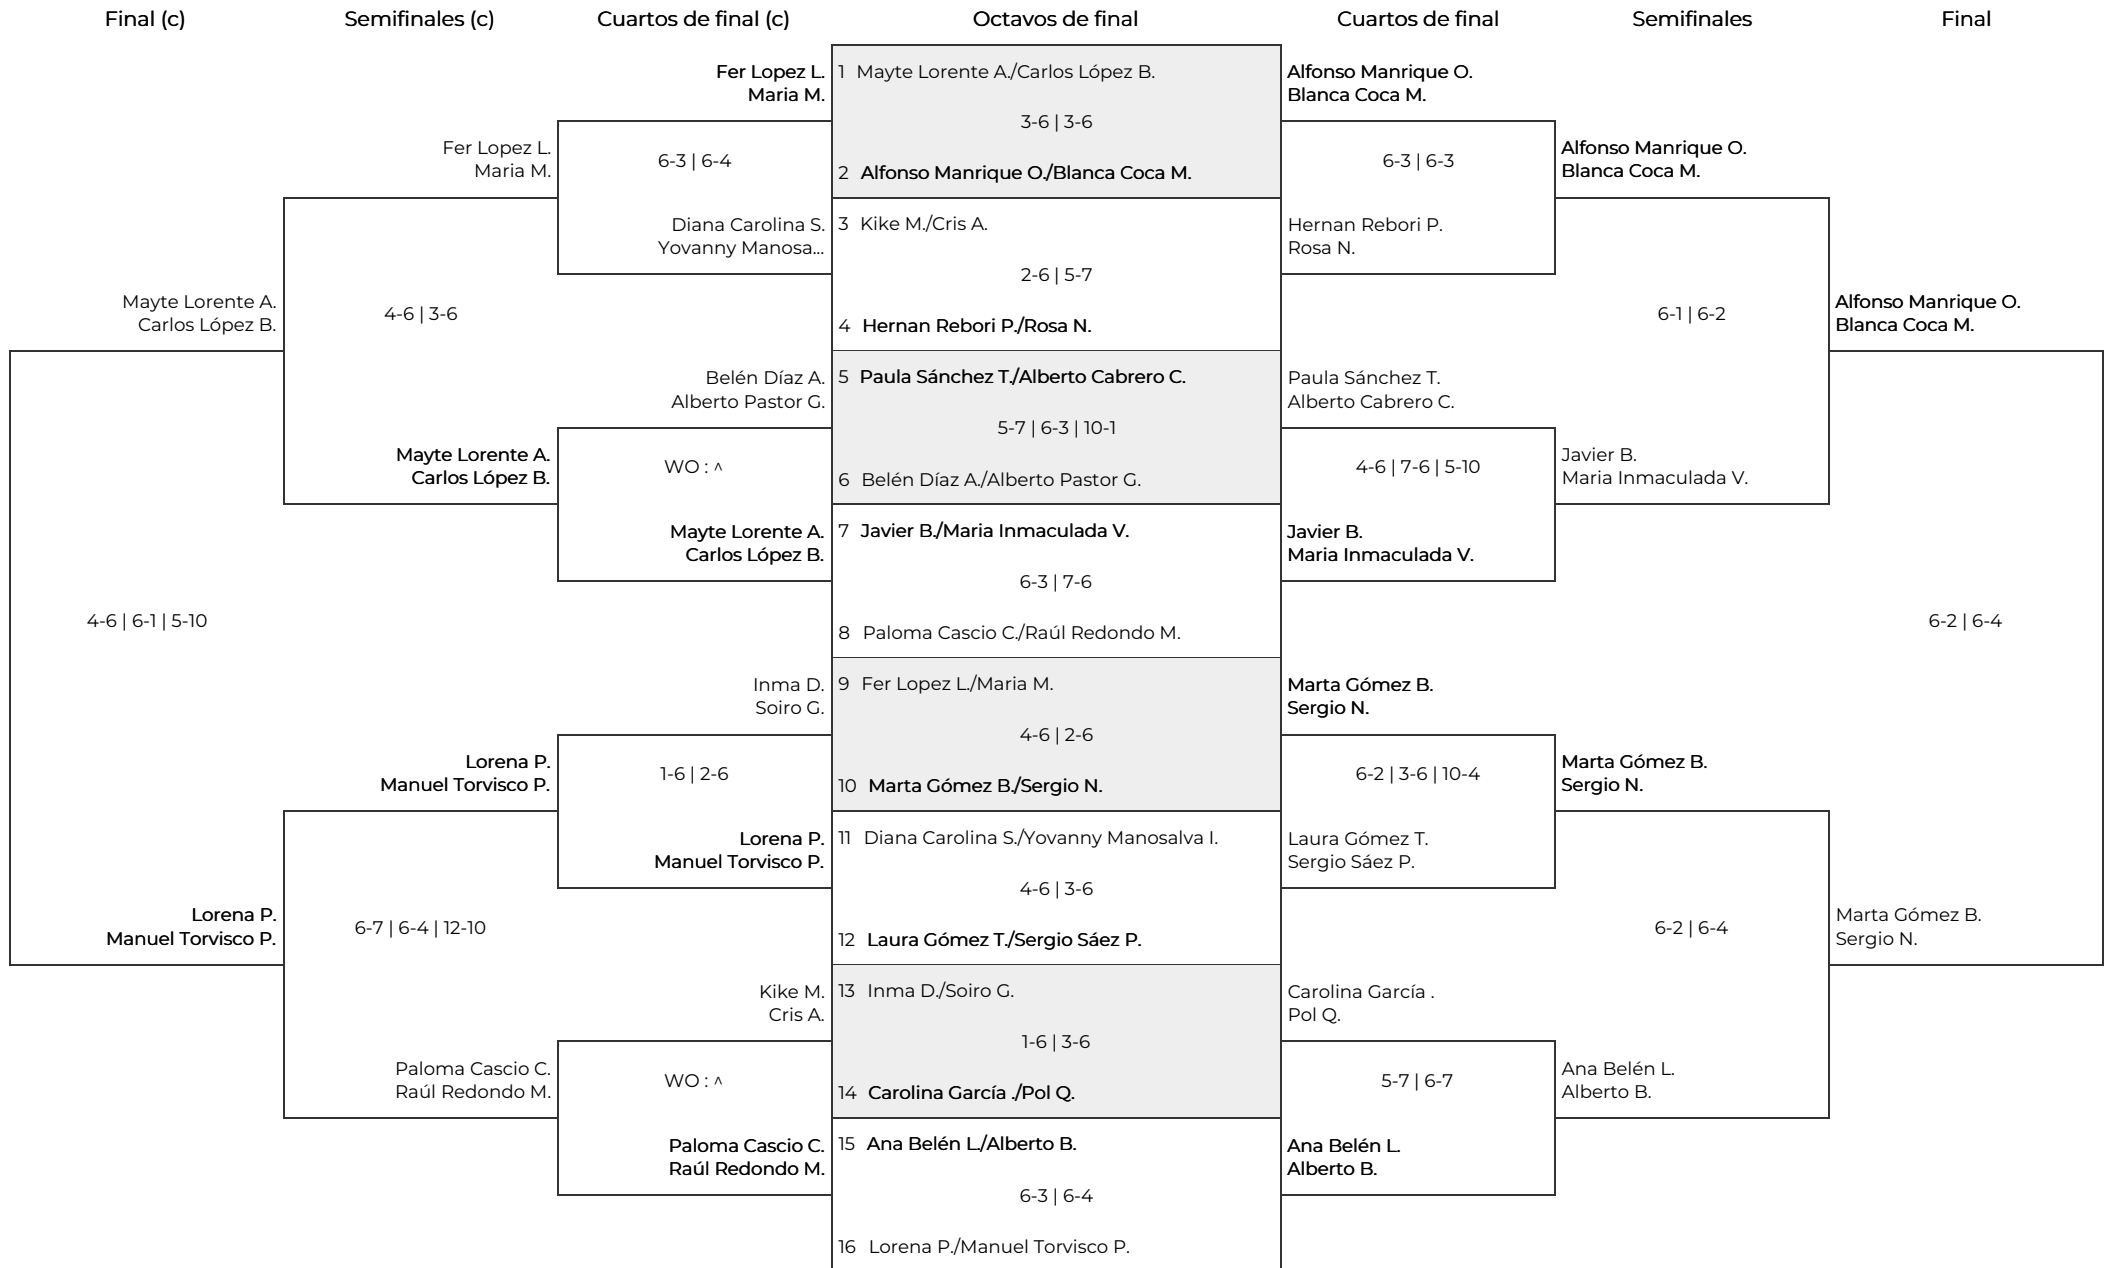 Final (c)
Semifinales (c)
Cuartos de final (c)
Octavos de final
Cuartos de final
Semifinales
Final
Mayte Lorente A.
Carlos López B.
4-6 | 6-1 | 5-10
Lorena P.
Manuel Torvisco P.
Fer Lopez L.
Maria M.
4-6 | 3-6
Mayte Lorente A.
Carlos López B.
Lorena P.
Manuel Torvisco P.
6-7 | 6-4 | 12-10
Paloma Cascio C.
Raúl Redondo M.
Fer Lopez L.
Maria M.
6-3 | 6-4
Diana Carolina S.
Yovanny Manosa...
Belén Díaz A.
Alberto Pastor G.
WO : ^
Mayte Lorente A.
Carlos López B.
Inma D.
Soiro G.
1-6 | 2-6
Lorena P.
Manuel Torvisco P.
Kike M.
Cris A.
WO : ^
Paloma Cascio C.
Raúl Redondo M.
1 Mayte Lorente A./Carlos López B.
3-6 | 3-6
2 Alfonso Manrique O./Blanca Coca M.
3 Kike M./Cris A.
2-6 | 5-7
4 Hernan Rebori P./Rosa N.
5 Paula Sánchez T./Alberto Cabrero C.
5-7 | 6-3 | 10-1
6 Belén Díaz A./Alberto Pastor G.
7 Javier B./Maria Inmaculada V.
6-3 | 7-6
8 Paloma Cascio C./Raúl Redondo M.
9 Fer Lopez L./Maria M.
4-6 | 2-6
10 Marta Gómez B./Sergio N.
11 Diana Carolina S./Yovanny Manosalva I.
4-6 | 3-6
12 Laura Gómez T./Sergio Sáez P.
13 Inma D./Soiro G.
1-6 | 3-6
14 Carolina García ./Pol Q.
15 Ana Belén L./Alberto B.
6-3 | 6-4
16 Lorena P./Manuel Torvisco P.
Alfonso Manrique O.
Blanca Coca M.
6-3 | 6-3
Hernan Rebori P.
Rosa N.
Paula Sánchez T.
Alberto Cabrero C.
4-6 | 7-6 | 5-10
Javier B.
Maria Inmaculada V.
Marta Gómez B.
Sergio N.
6-2 | 3-6 | 10-4
Laura Gómez T.
Sergio Sáez P.
Carolina García .
Pol Q.
5-7 | 6-7
Ana Belén L.
Alberto B.
Alfonso Manrique O.
Blanca Coca M.
6-1 | 6-2
Javier B.
Maria Inmaculada V.
Marta Gómez B.
Sergio N.
6-2 | 6-4
Ana Belén L.
Alberto B.
Alfonso Manrique O.
Blanca Coca M.
6-2 | 6-4
Marta Gómez B.
Sergio N.